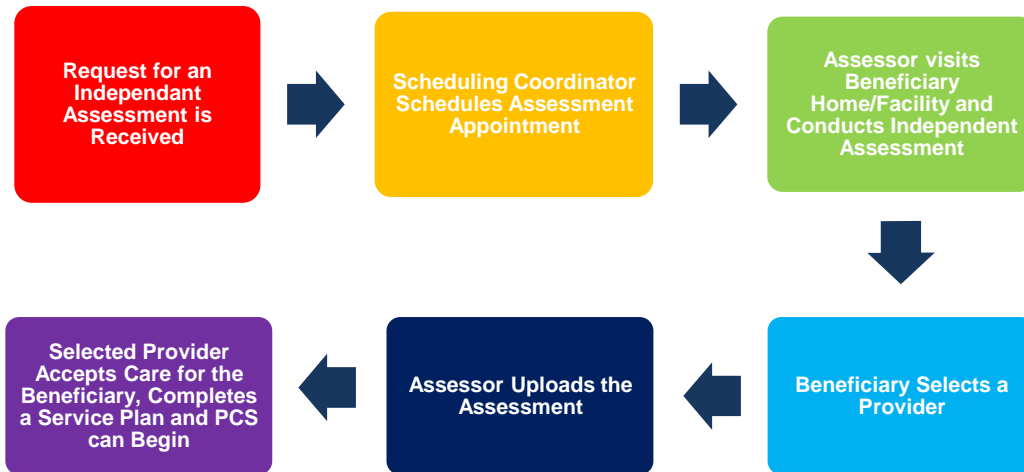 Request for an
Independant
Assessment is
Received
Scheduling Coordinator
Schedules Assessment
Appointment
Assessor visits
Beneficiary
Home/Facility and
Conducts Independent
Assessment
Beneficiary Selects a
Provider
Assessor Uploads the
Assessment
Selected Provider
Accepts Care for the
Beneficiary, Completes
a Service Plan and PCS
can Begin